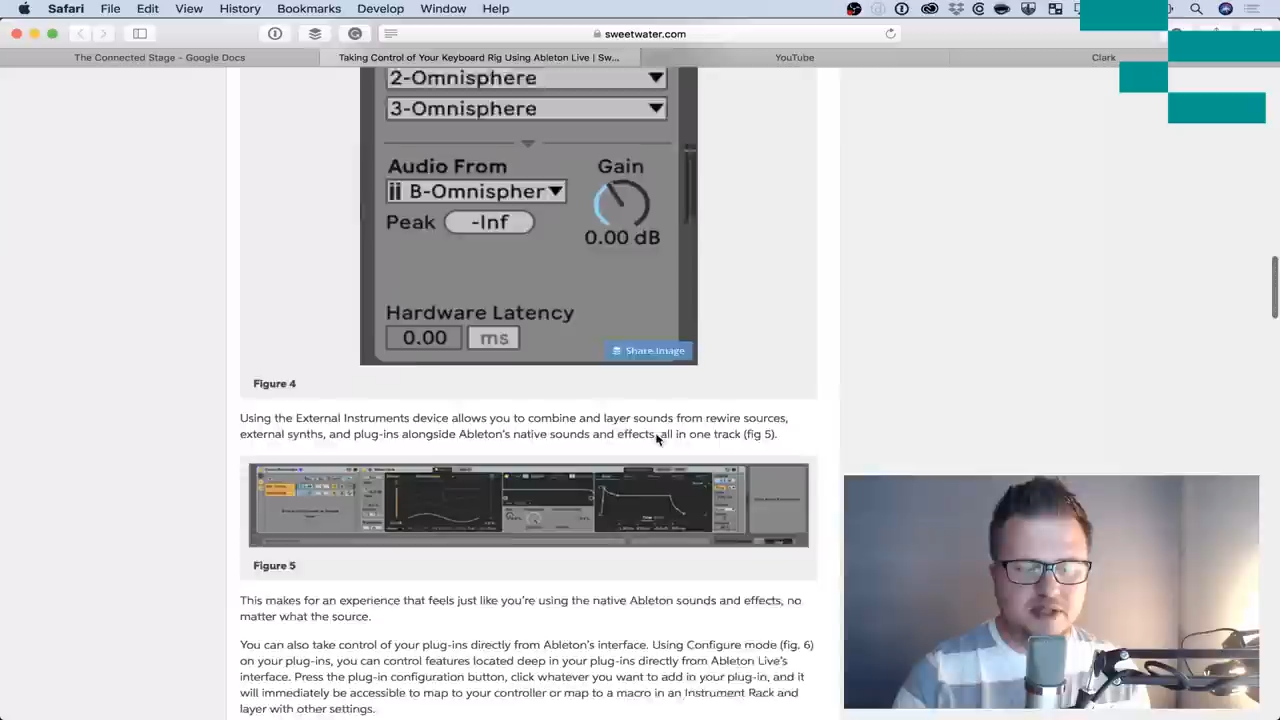 Safari File Edit View History Bookmarks Develop Window Help
sweetwater.com
The Connected Stage - Google Docs
Taking Control of Your Keyboard Rig Using Ableton Live | Sw...
YouTube
Clark
2-Omnisphere
3-Omnisphere
Audio From
Gain
B-Omnispher
Peak -Inf
0.00 dB
Hardware Latency
0.00 ms
Share Image
Figure 4
Using the External Instruments device allows you to combine and layer sounds from rewire sources,
external synths, and plug-ins alongside Ableton's native sounds and effects, all in one track (fig 5).
Figure 5
This makes for an experience that feels just like you're using the native Ableton sounds and effects, no
matter what the source.
You can also take control of your plug-ins directly from Ableton's interface. Using Configure mode (fig. 6)
on your plug-ins, you can control features located deep in your plug-ins directly from Ableton Live's
interface. Press the plug-in configuration button, click whatever you want to add in your plug-in, and it
will immediately be accessible to map to your controller or map to a macro in an Instrument Rack and
layer with other settings.